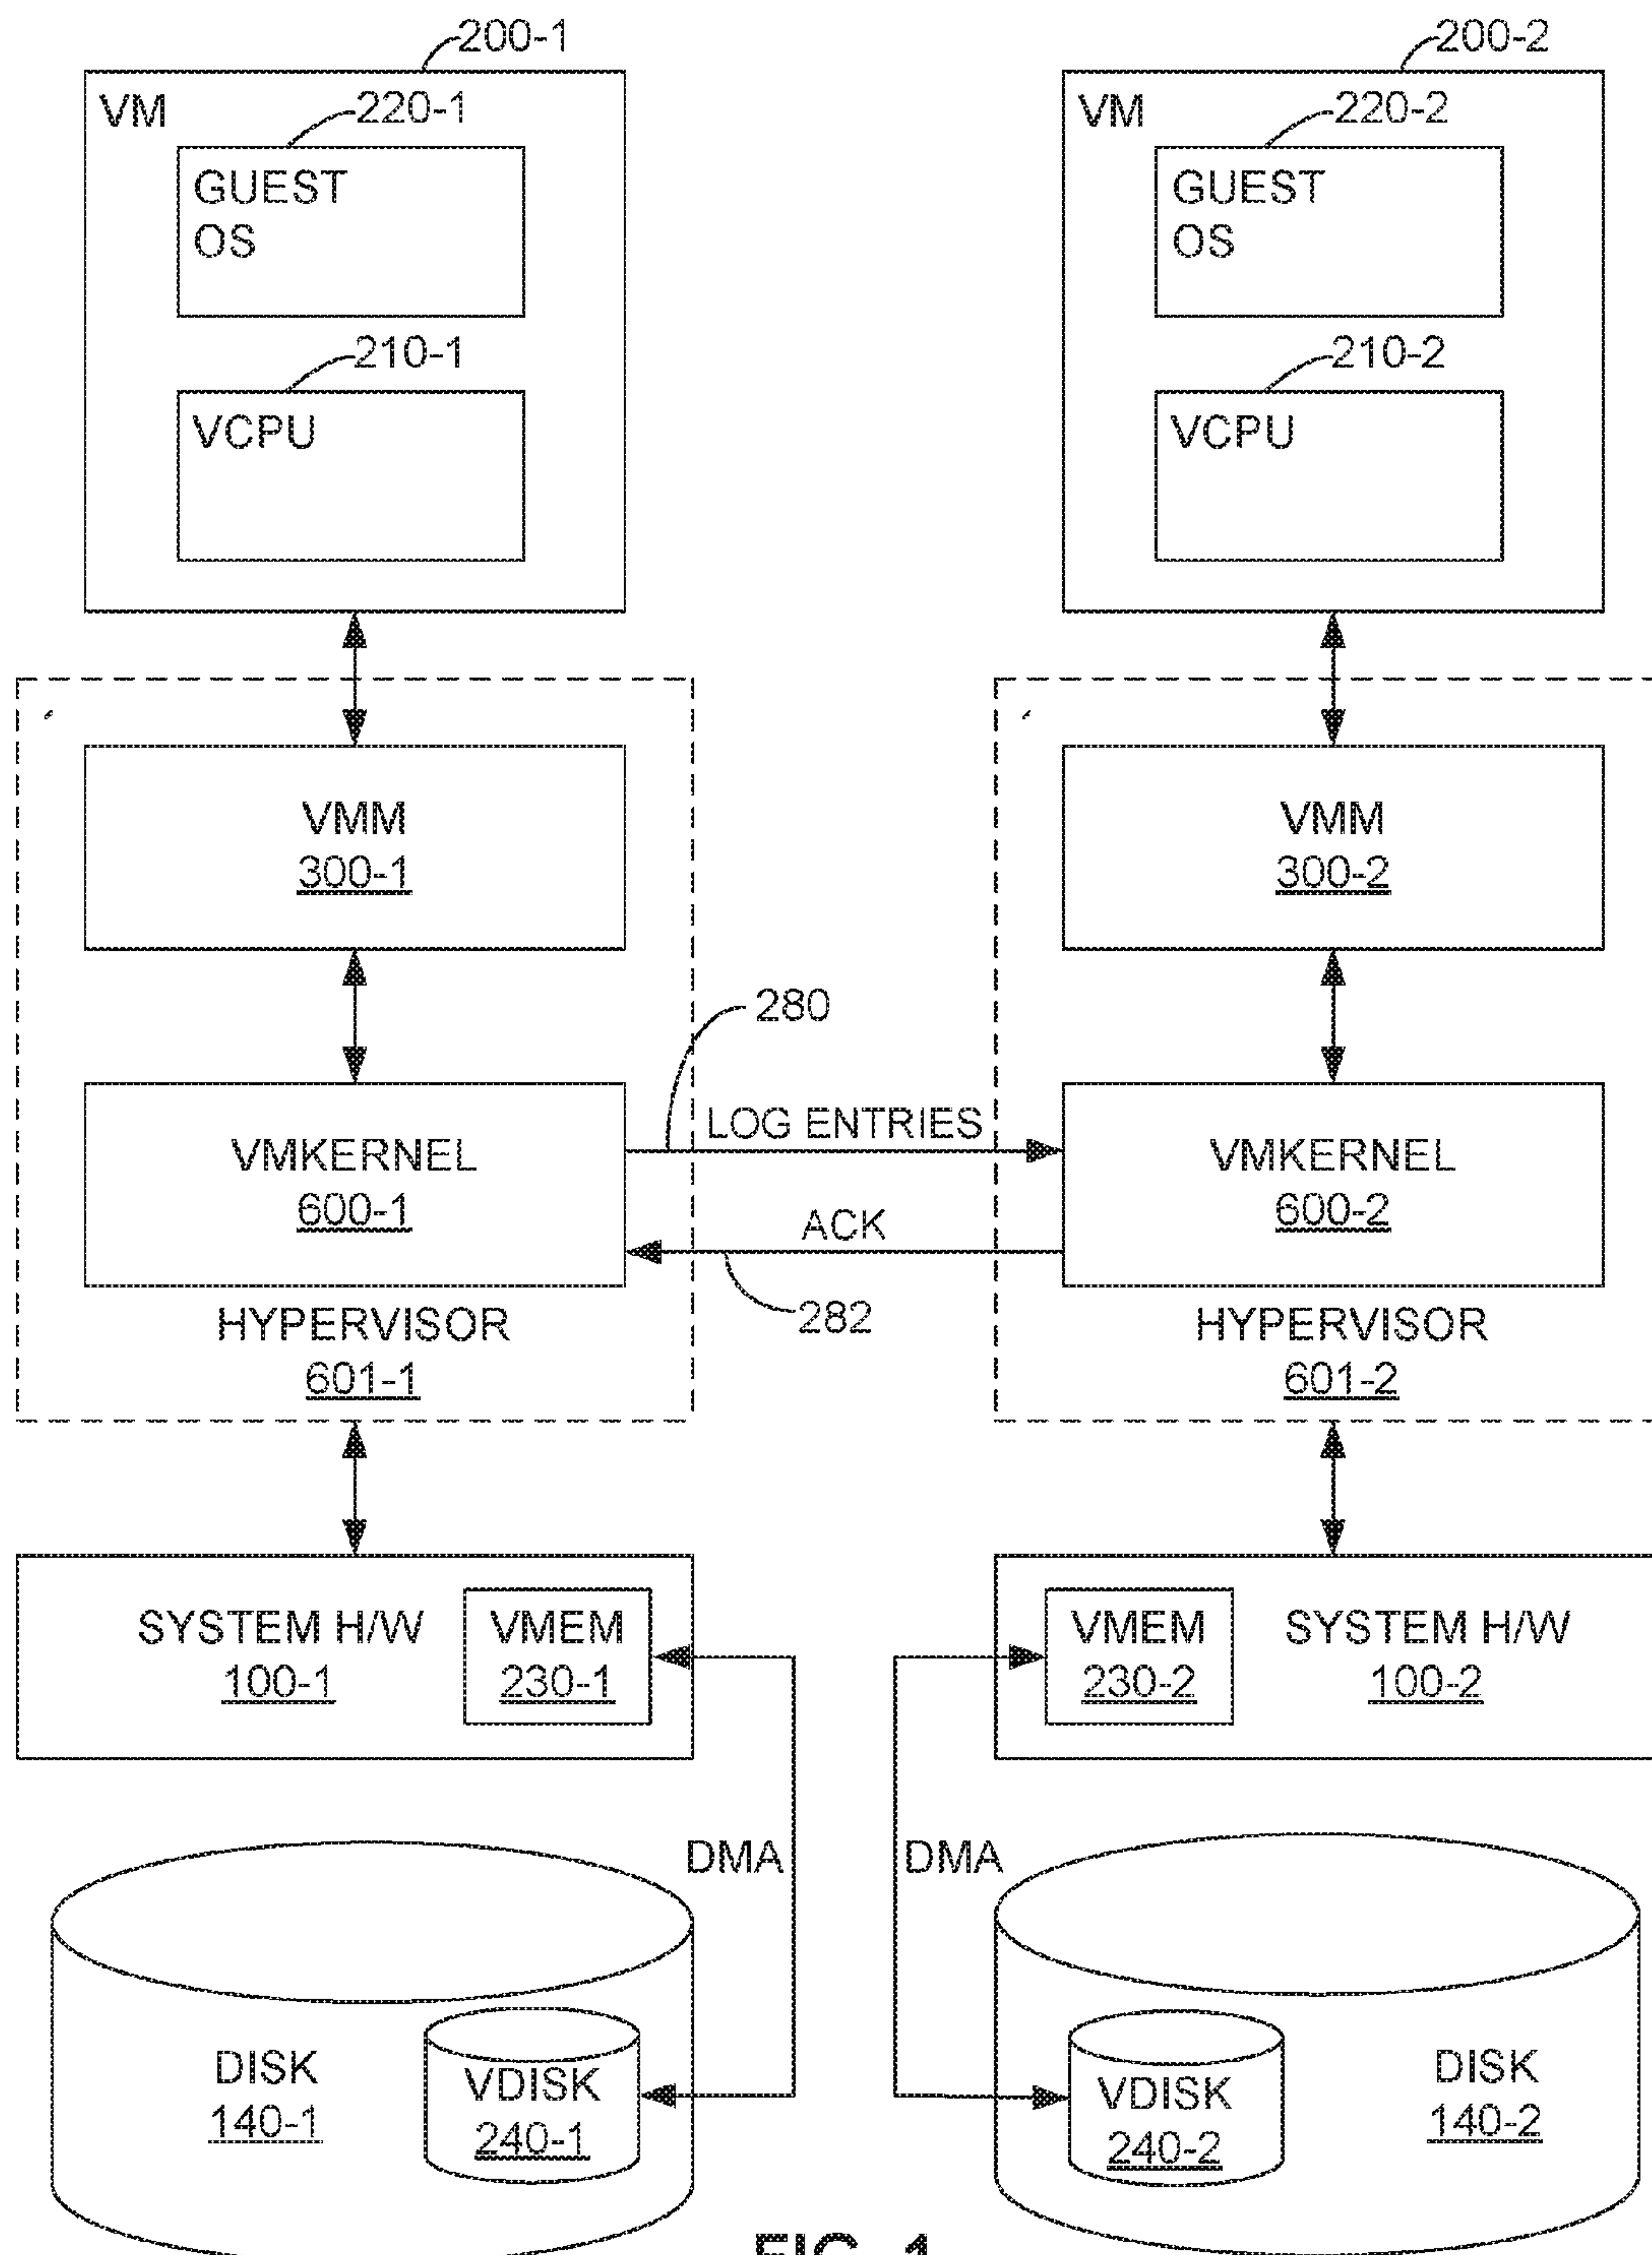 200-1
200-2
VM
220-1
GUEST
OS
210-1
VCPU
VM
220-2
GUEST
OS
210-2
VCPU
VMM
300-1
VMM
300-2
280
LOG ENTRIES
VMKERNEL
600-1
VMKERNEL
600-2
ACK
282
HYPERVISOR
601-1
HYPERVISOR
601-2
SYSTEM H/W
100-1
VMEM
230-1
VMEM
230-2
SYSTEM H/W
100-2
DMA
DMA
DISK
140-1
VDISK
240-1
VDISK
240-2
DISK
140-2
FIG. 1